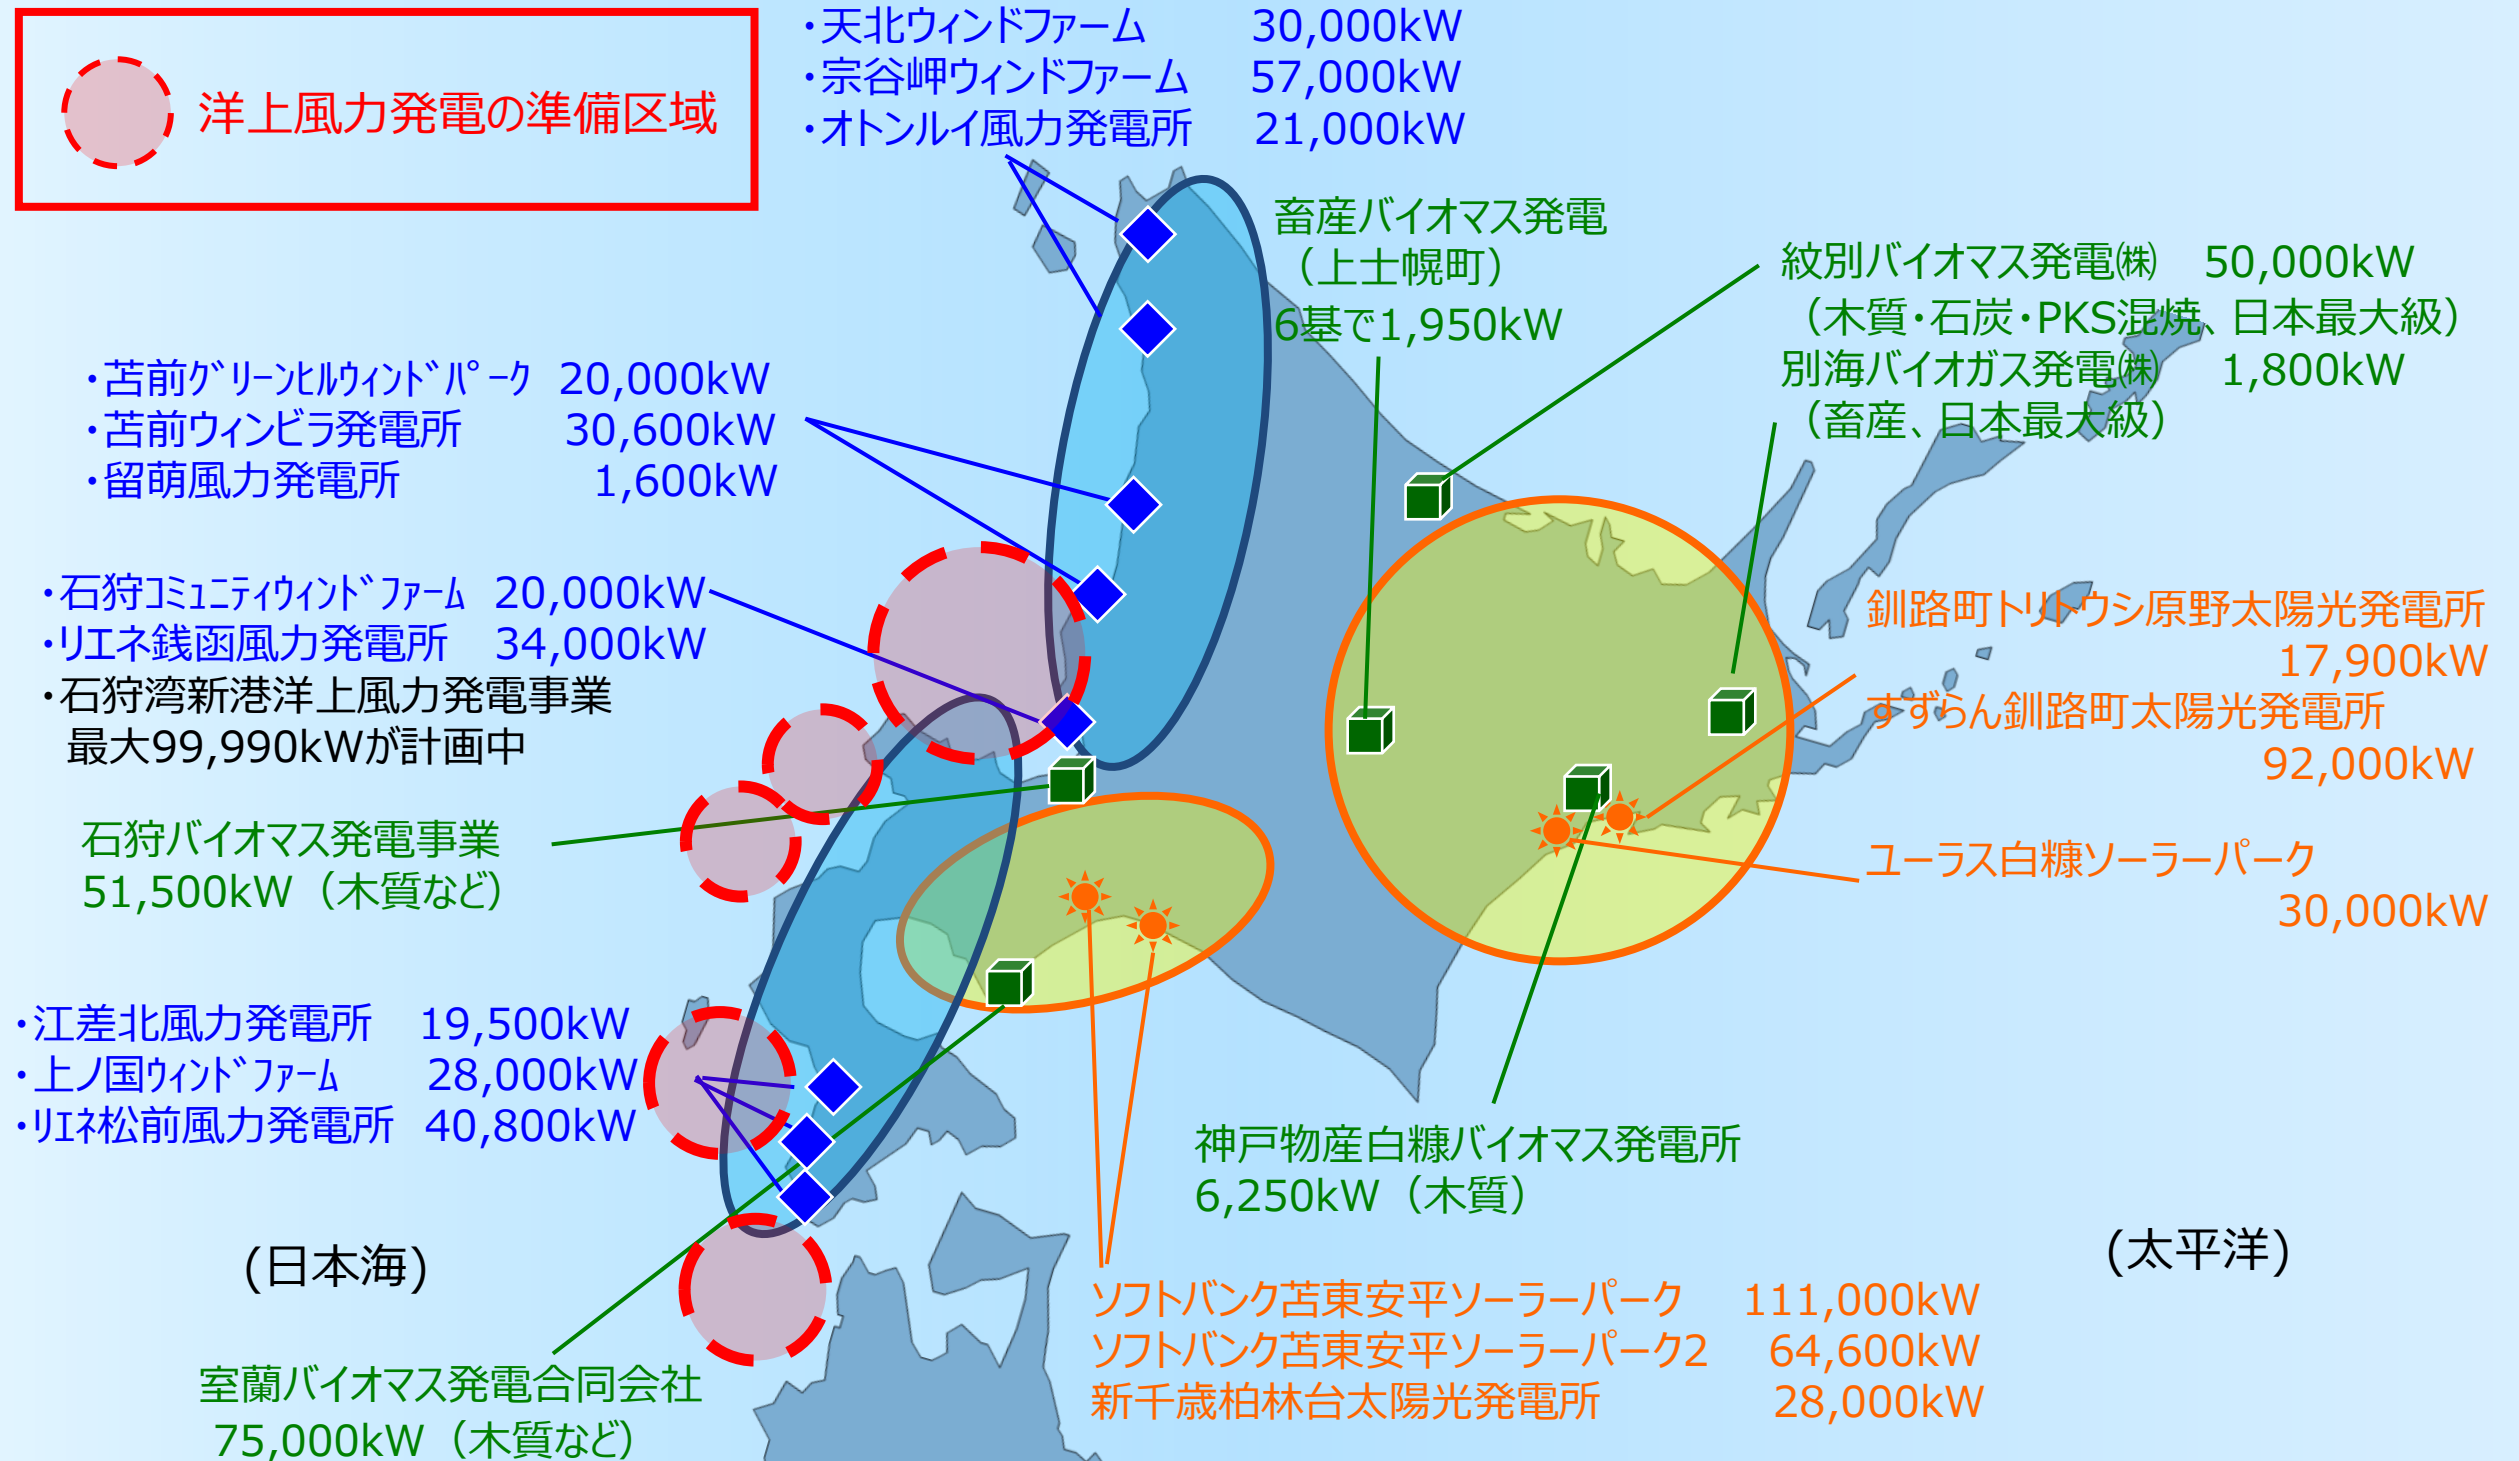 洋上風力発電の準備区域
・天北ウィンドファーム 30,000kW
・宗谷岬ウィンドファーム 57,000kW
・オトンルイ風力発電所 21,000kW
畜産バイオマス発電
（上士幌町）
6基で1,950kW
紋別バイオマス発電㈱ 50,000kW
（木質・石炭・PKS混焼、日本最大級）
別海バイオガス発電㈱ 1,800kW
（畜産、日本最大級）
・苫前ｸﾞﾘｰﾝﾋﾙｳｨﾝﾄﾞﾊﾟｰｸ 20,000kW
・苫前ウィンビラ発電所 30,600kW
・留萌風力発電所 1,600kW
・石狩ｺﾐｭﾆﾃｨｳｨﾝﾄﾞﾌｧｰﾑ 20,000kW
・リエネ銭函風力発電所 34,000kW
・石狩湾新港洋上風力発電事業
最大99,990kWが計画中
釧路町トリトウシ原野太陽光発電所
17,900kW
すずらん釧路町太陽光発電所
92,000kW
石狩バイオマス発電事業
51,500kW（木質など）
ユーラス白糠ソーラーパーク
30,000kW
・江差北風力発電所 19,500kW
・上ノ国ｳｨﾝﾄﾞﾌｧｰﾑ 28,000kW
・ﾘｴﾈ松前風力発電所 40,800kW
神戸物産白糠バイオマス発電所
6,250kW（木質）
(日本海)
(太平洋)
ソフトバンク苫東安平ソーラーパーク 111,000kW
ソフトバンク苫東安平ソーラーパーク2 64,600kW
新千歳柏林台太陽光発電所 28,000kW
室蘭バイオマス発電合同会社
75,000kW（木質など）